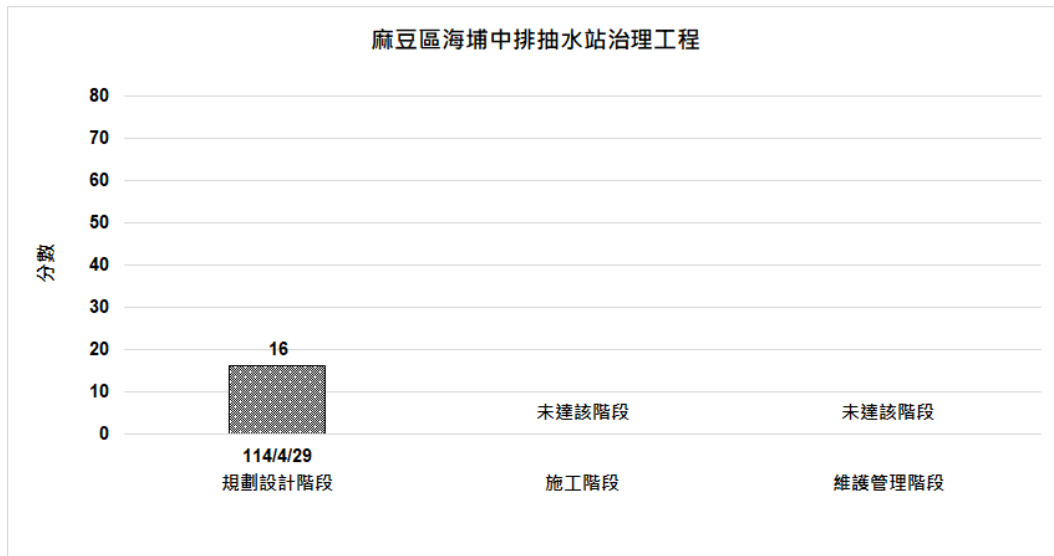 麻豆區海埔中排抽水站治理工程
80
70
60
50
40
30
20
10
0
分數
16
未達該階段
未達該階段
114/4/29
規劃設計階段
施工階段
維護管理階段